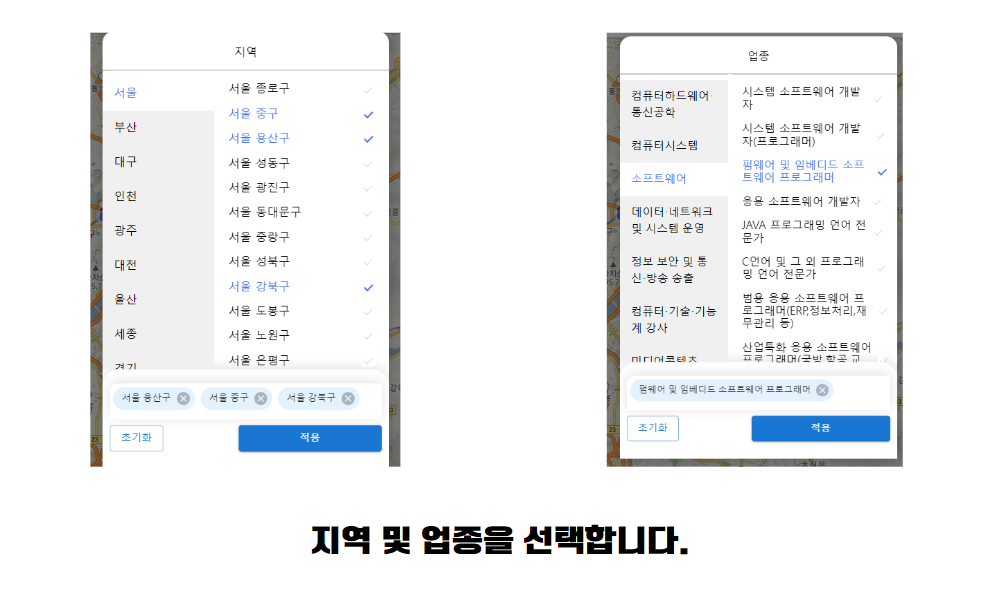 지역
서울
부산
대구
인천
광주
대전
울산
세종
경기
서울 종로구
서울 중구
서울 용산구
서울 성동구
서울 광진구
서울 동대문구
서울 중랑구
서울 성북구
서울 강북구
서울 도봉구
서울 노원구
서울 은평구
서울 용산구
서울 중구
서울 강북구
초기화
적용
업종
컴퓨터하드웨어·
통신공학
컴퓨터시스템
소프트웨어
데이터·네트워크
및 시스템 운영
정보 보안 및 통
신·방송 송출
컴퓨터·기술·기능
계 강사
미디어콘텐츠
시스템 소프트웨어 개발
자
시스템 소프트웨어 개발
자(프로그래머)
펌웨어 및 임베디드 소프
트웨어 프로그래머
응용 소프트웨어 개발자
JAVA 프로그래밍 언어 전
문가
C언어 및 그 외 프로그래
밍 언어 전문가
범용 응용 소프트웨어 프
로그래머(ERP,정보처리,재
무관리 등)
산업특화 응용 소프트웨어
프로그래머(국방,항공,교
펌웨어 및 임베디드 소프트웨어 프로그래머
초기화
적용
지역 및 업종을 선택합니다.